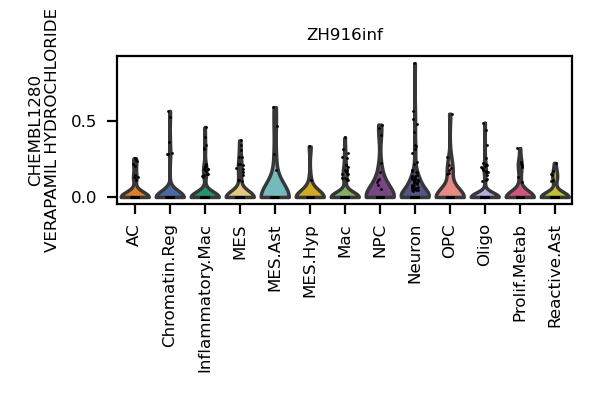 ZH916inf
CHEMBL1280
VERAPAMIL HYDROCHLORIDE
0.5
0.0
AC
Chromatin.Reg
Inflammatory.Mac
MES
MES.Ast
MES.Hyp
Mac
NPC
Neuron
OPC
Oligo
Prolif.Metab
Reactive.Ast